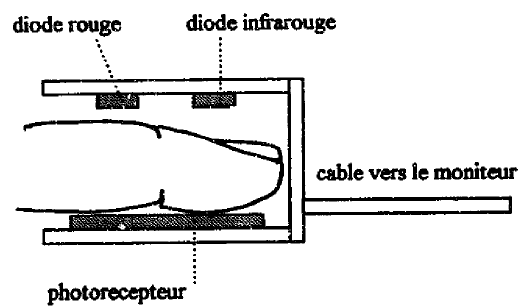 diode rouge
diode infrarouge
cable vers le moniteur
photorecepteur